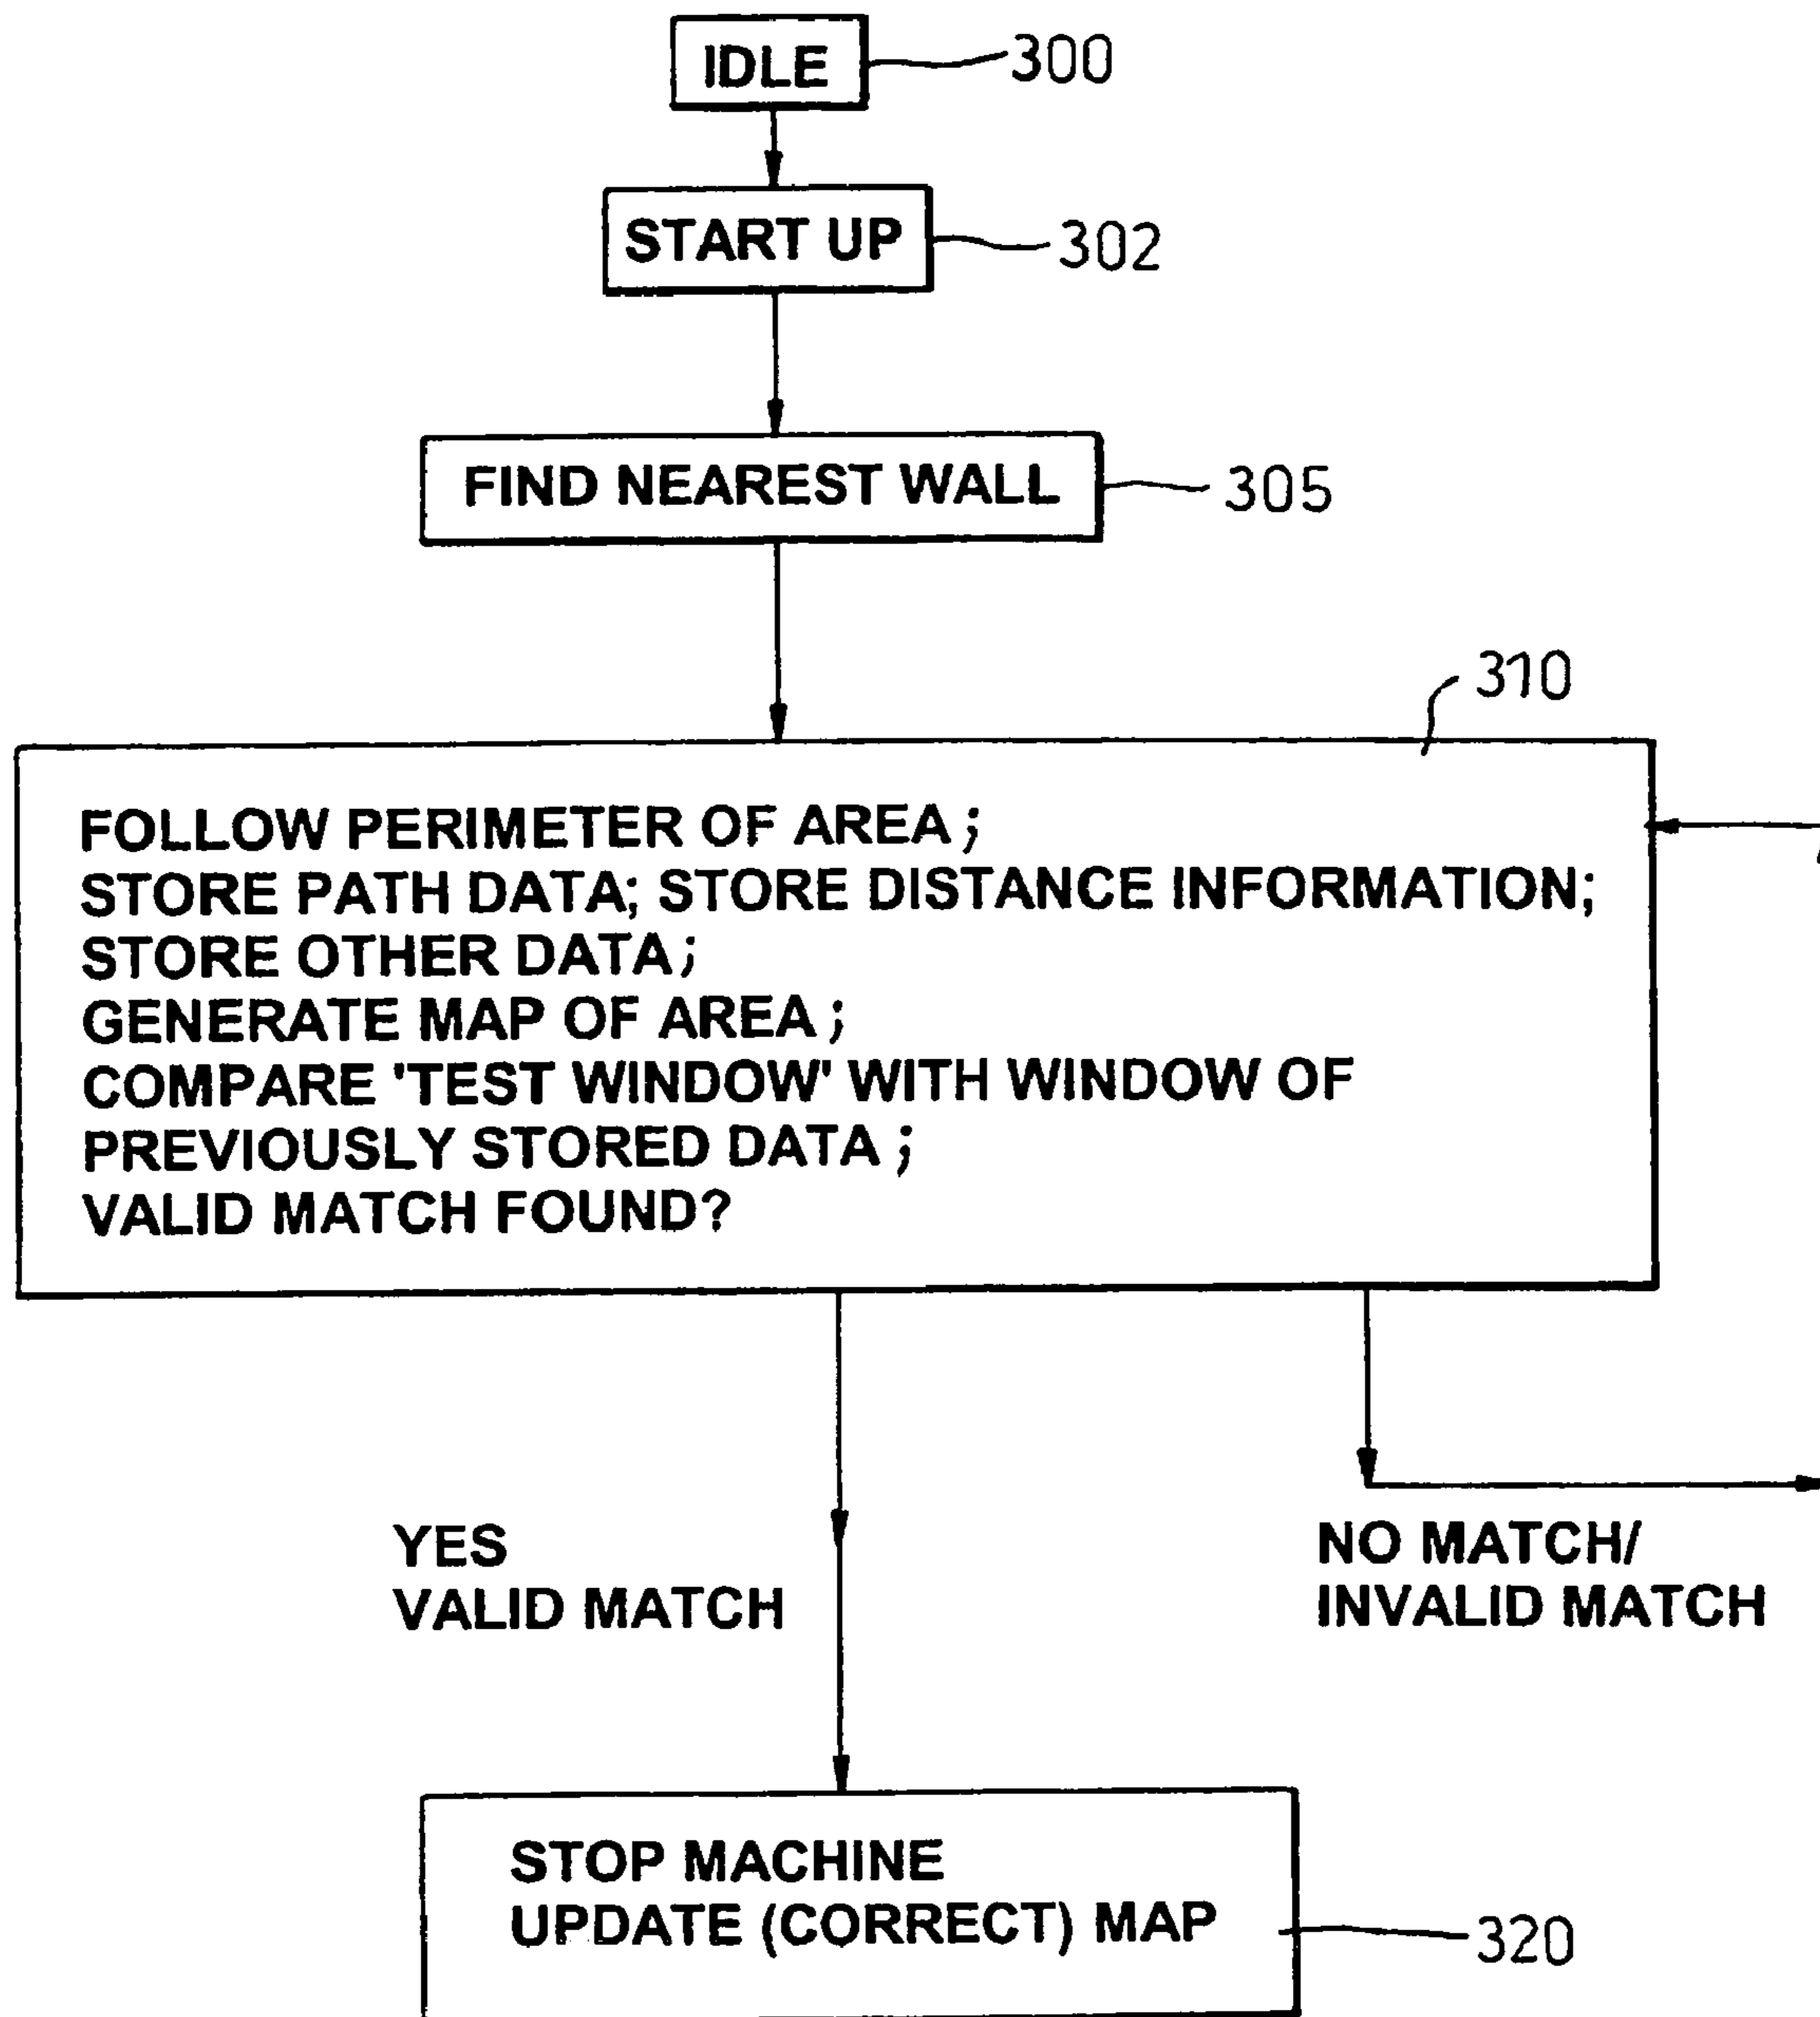 IDLE
300
START UP
302
FIND NEAREST WALL
305
310
FOLLOW PERIMETER OF AREA;
STORE PATH DATA; STORE DISTANCE INFORMATION;
STORE OTHER DATA;
GENERATE MAP OF AREA;
COMPARE 'TEST WINDOW' WITH WINDOW OF
PREVIOUSLY STORED DATA;
VALID MATCH FOUND?
YES
VALID MATCH
NO MATCH/
INVALID MATCH
STOP MACHINE
UPDATE (CORRECT) MAP
320